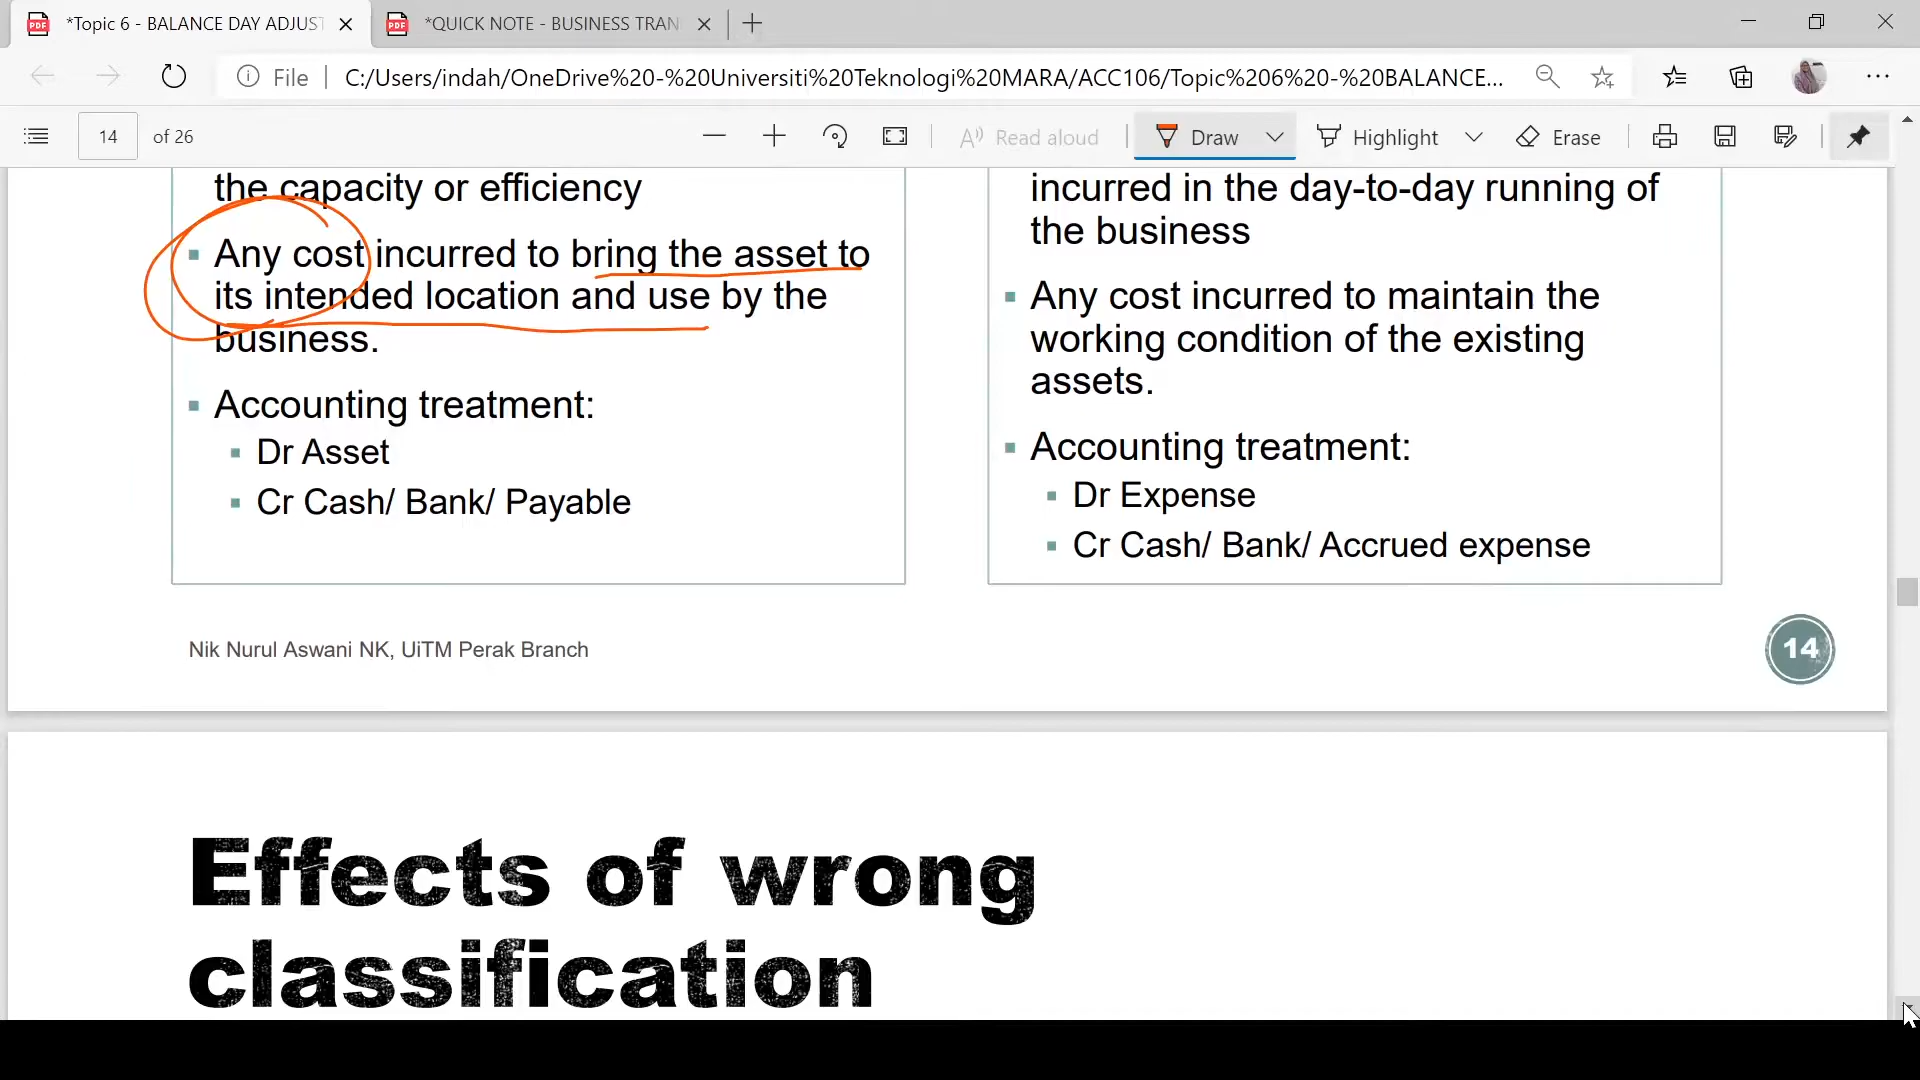 *Topic 6 - BALANCE DAY ADJUST
*QUICK NOTE - BUSINESS TRAN
File
C:/Users/indah/OneDrive%20-%20Universiti%20Teknologi%20MARA/ACC106/Topic%206%20-%20BALANCE...
14 of 26
Read aloud
Draw
Highlight
Erase
the capacity or efficiency
Any cost incurred to bring the asset to
its intended location and use by the
business.
Accounting treatment:
Dr Asset
Cr Cash/ Bank/ Payable
incurred in the day-to-day running of
the business
Any cost incurred to maintain the
working condition of the existing
assets.
Accounting treatment:
Dr Expense
Cr Cash/ Bank/ Accrued expense
Nik Nurul Aswani NK, UiTM Perak Branch
14
Effects of wrong
classification